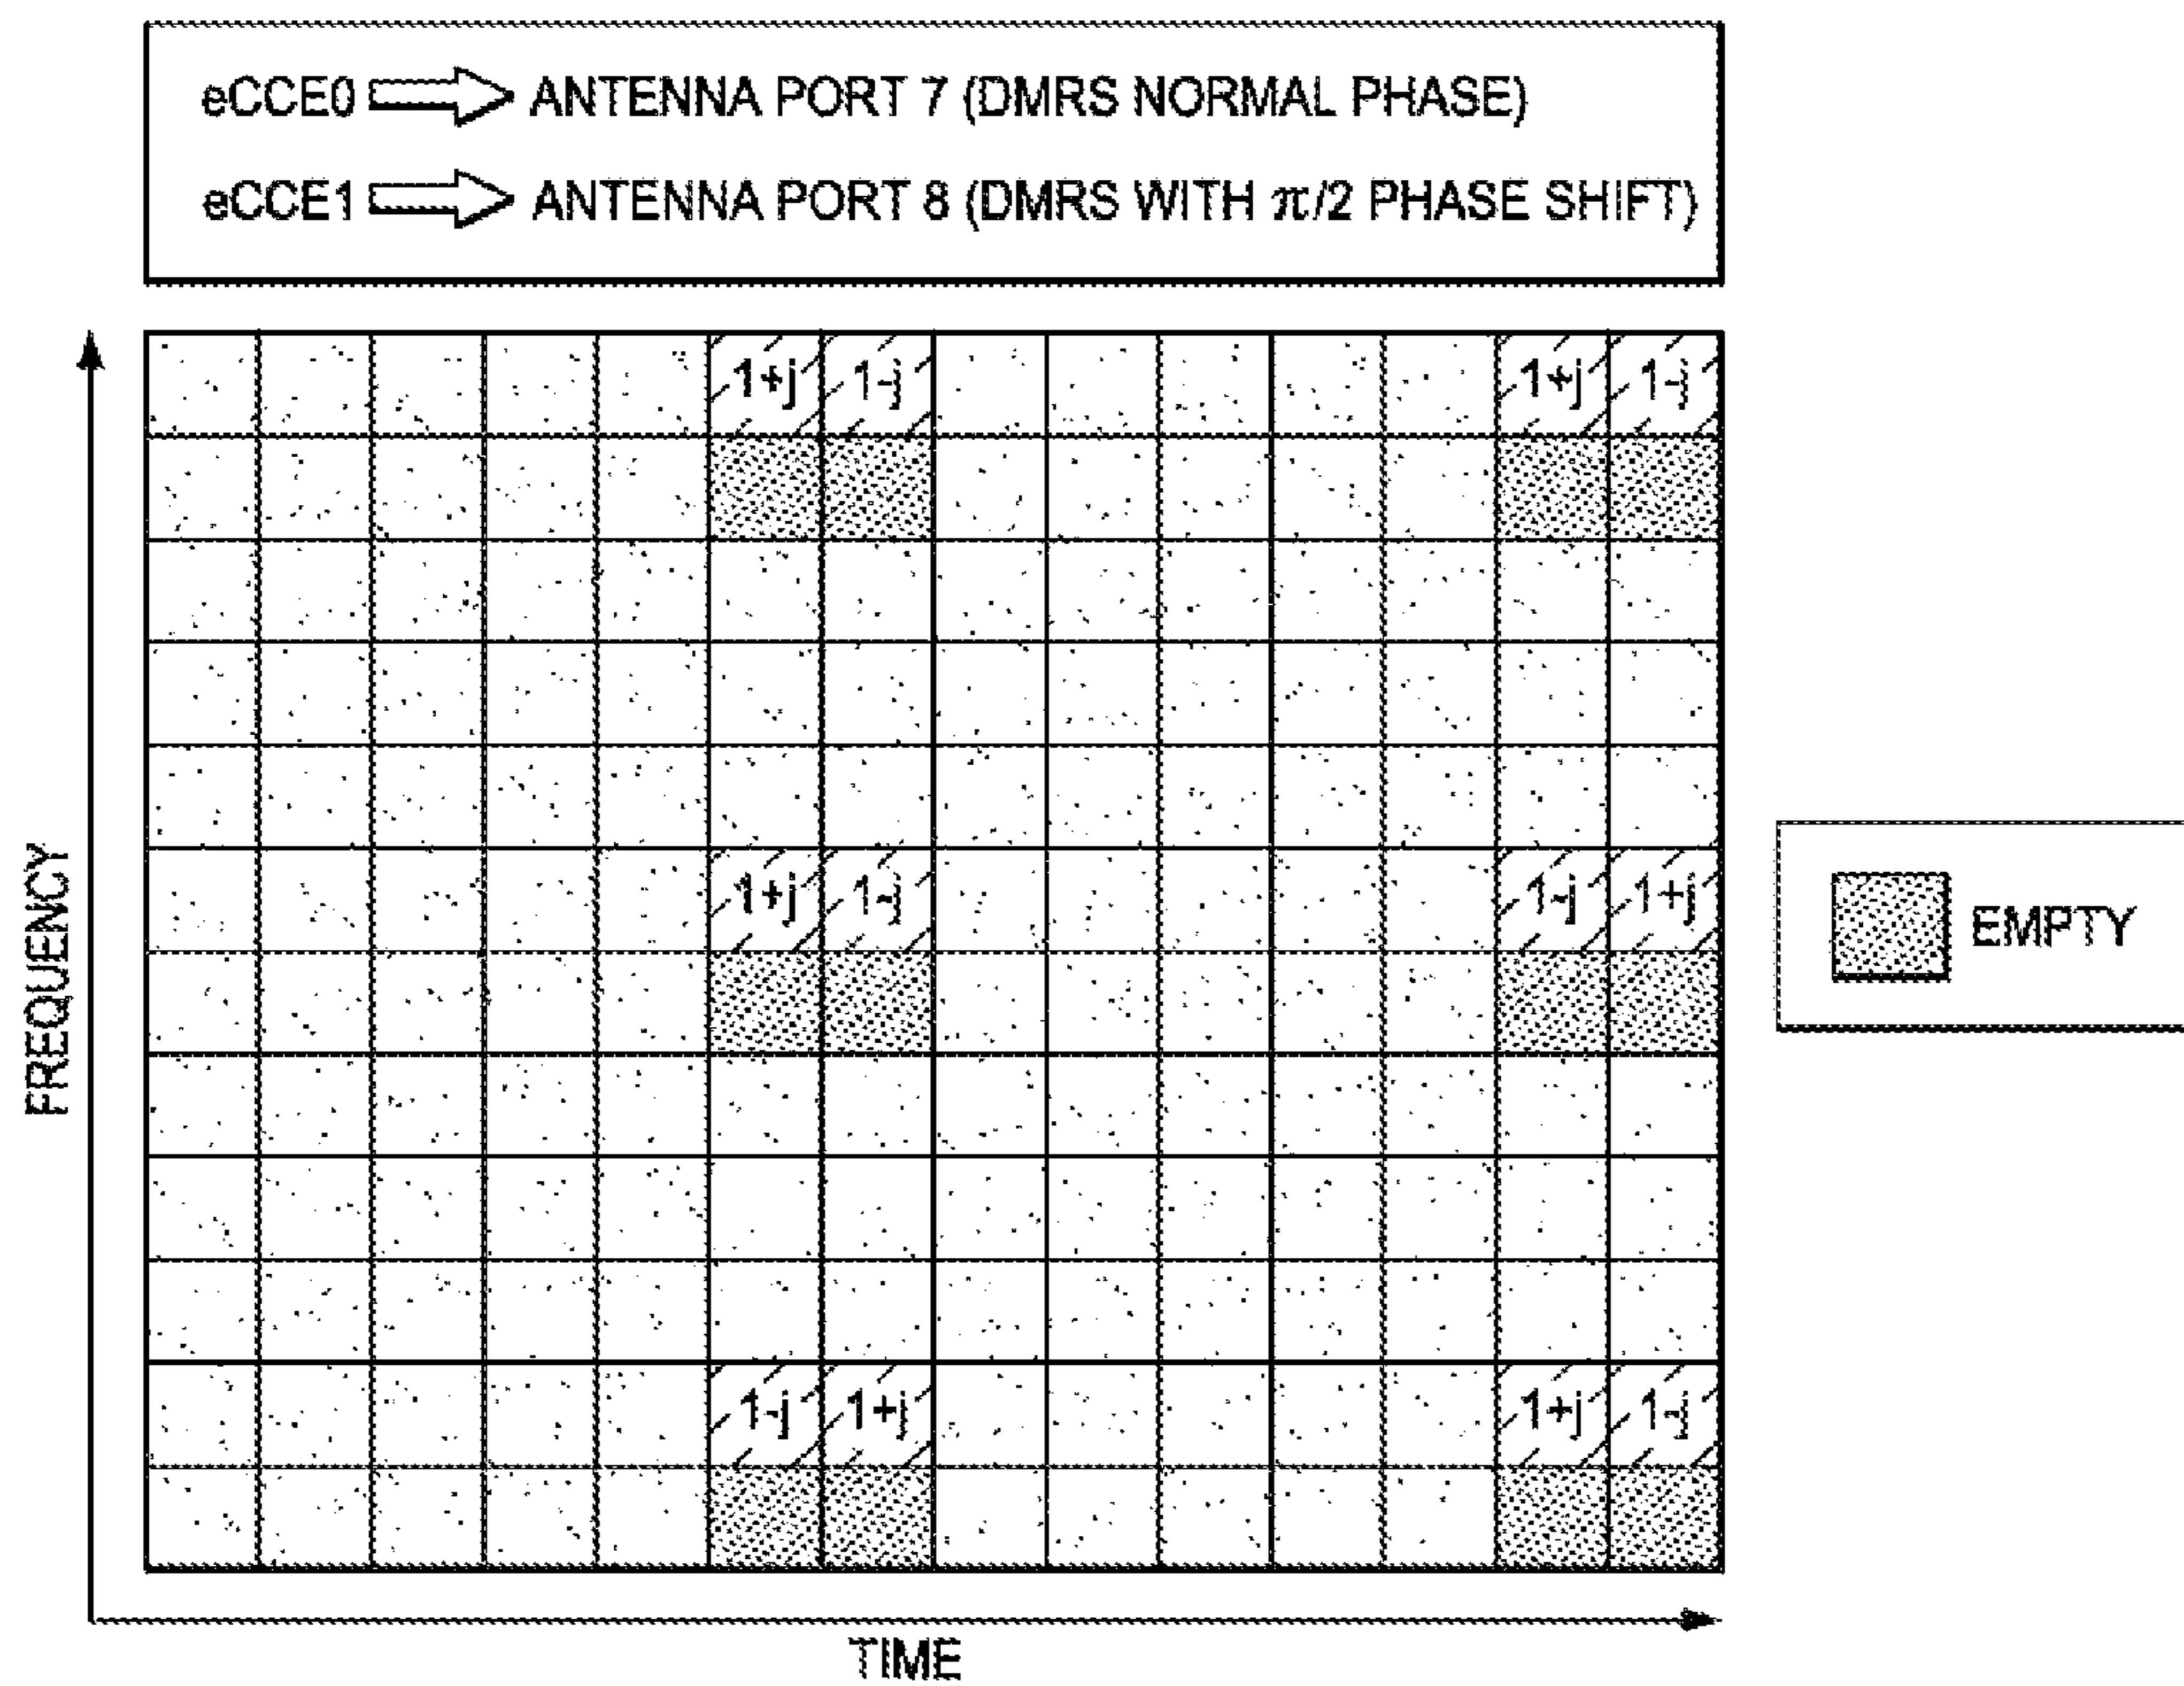 eCCE0 ⇒ ANTENNA PORT 7 (DMRS NORMAL PHASE)
eCCE1 ⇒ ANTENNA PORT 8 (DMRS WITH π/2 PHASE SHIFT)
1+j 1-j 1+j 1-j
1+j 1-j 1-j 1+j
1-j 1+j 1+j 1-j
FREQUENCY
EMPTY
TIME